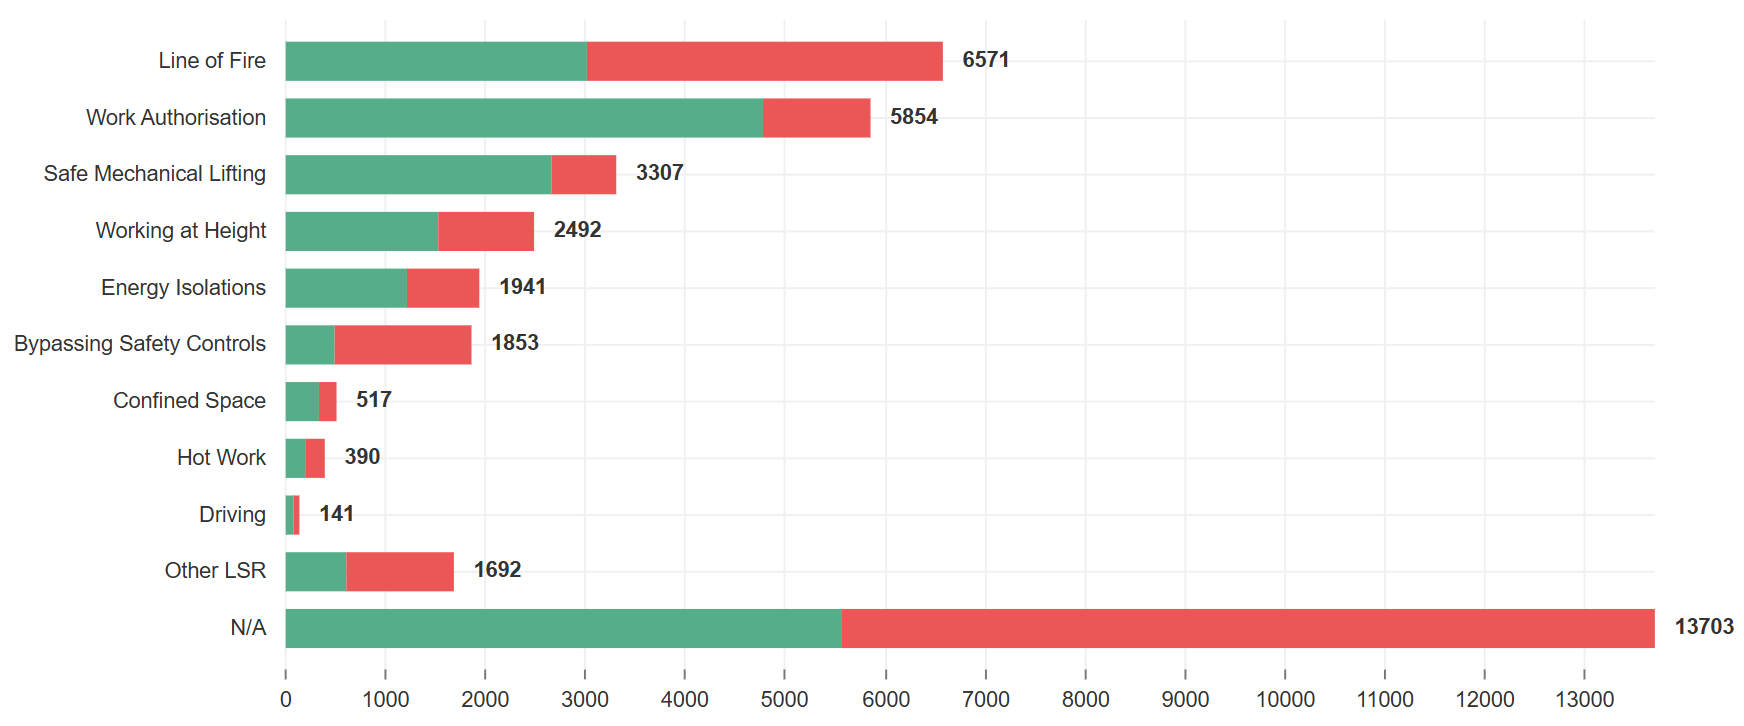 Line of Fire 6571
Work Authorisation 5854
Safe Mechanical Lifting 3307
Working at Height 2492
Energy Isolations 1941
Bypassing Safety Controls 1853
Confined Space 517
Hot Work 390
Driving 141
Other LSR 1692
N/A 13703
0 1000 2000 3000 4000 5000 6000 7000 8000 9000 10000 11000 12000 13000